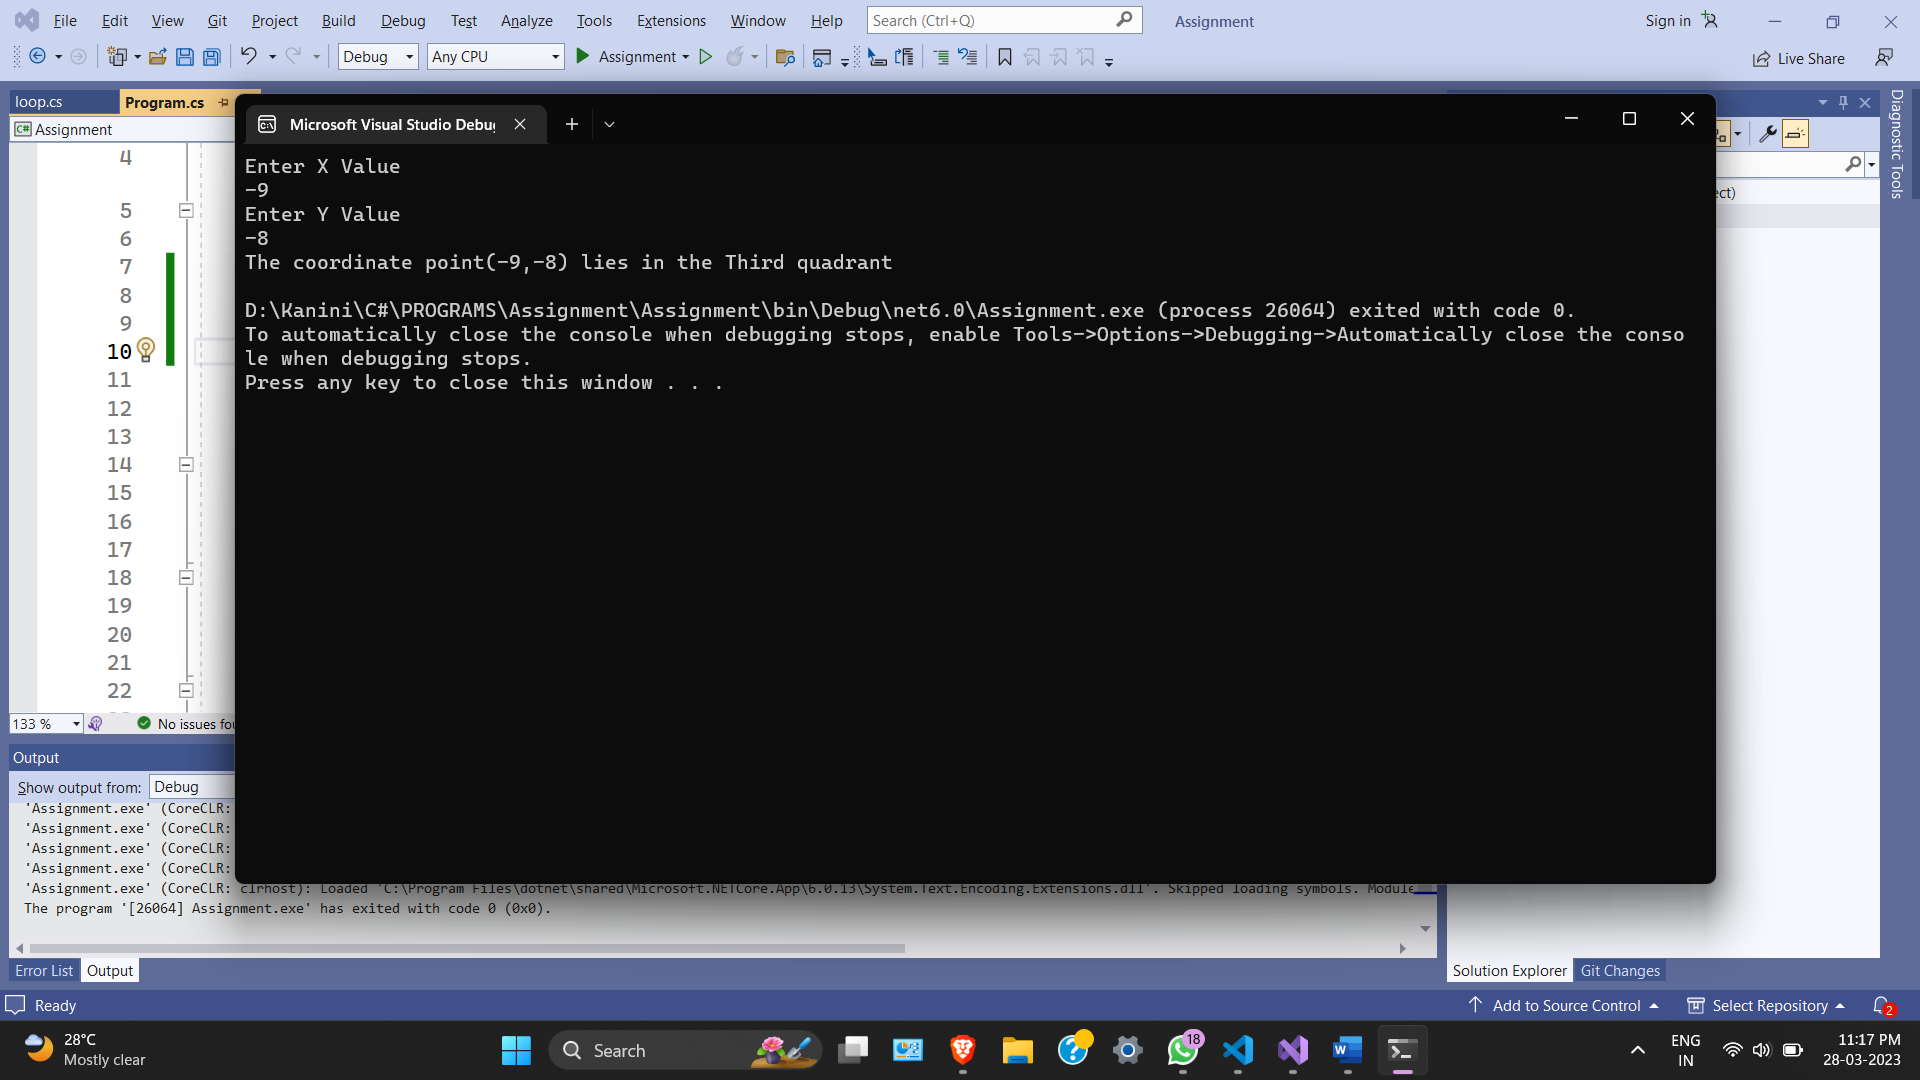 File Edit View Git Project Build Debug Test Analyze Tools Extensions Window Help Search (Ctrl+Q) Assignment Sign in
Debug Any CPU Assignment Live Share
loop.cs Program.cs
C# Assignment
Microsoft Visual Studio Debug
Diagnostic Tools
Enter X Value
-9
Enter Y Value
-8
The coordinate point(-9,-8) lies in the Third quadrant
D:\Kanini\C#\PROGRAMS\Assignment\Assignment\bin\Debug\net6.0\Assignment.exe (process 26064) exited with code 0.
To automatically close the console when debugging stops, enable Tools->Options->Debugging->Automatically close the conso
le when debugging stops.
Press any key to close this window . . .
ect)
4
5
6
7
8
9
10
11
12
13
14
15
16
17
18
19
20
21
22
133 % No issues fou
Output
Show output from: Debug
'Assignment.exe' (CoreCLR:
'Assignment.exe' (CoreCLR:
'Assignment.exe' (CoreCLR:
'Assignment.exe' (CoreCLR:
'Assignment.exe' (CoreCLR: clrhost): Loaded 'C:\Program Files\dotnet\shared\Microsoft.NETCore.App\6.0.13\System.Text.Encoding.Extensions.dll'. Skipped loading symbols. Module
The program '[26064] Assignment.exe' has exited with code 0 (0x0).
Error List Output
Solution Explorer Git Changes
Ready Add to Source Control Select Repository 2
28°C
Mostly clear
Search
18
ENG
IN
11:17 PM
28-03-2023